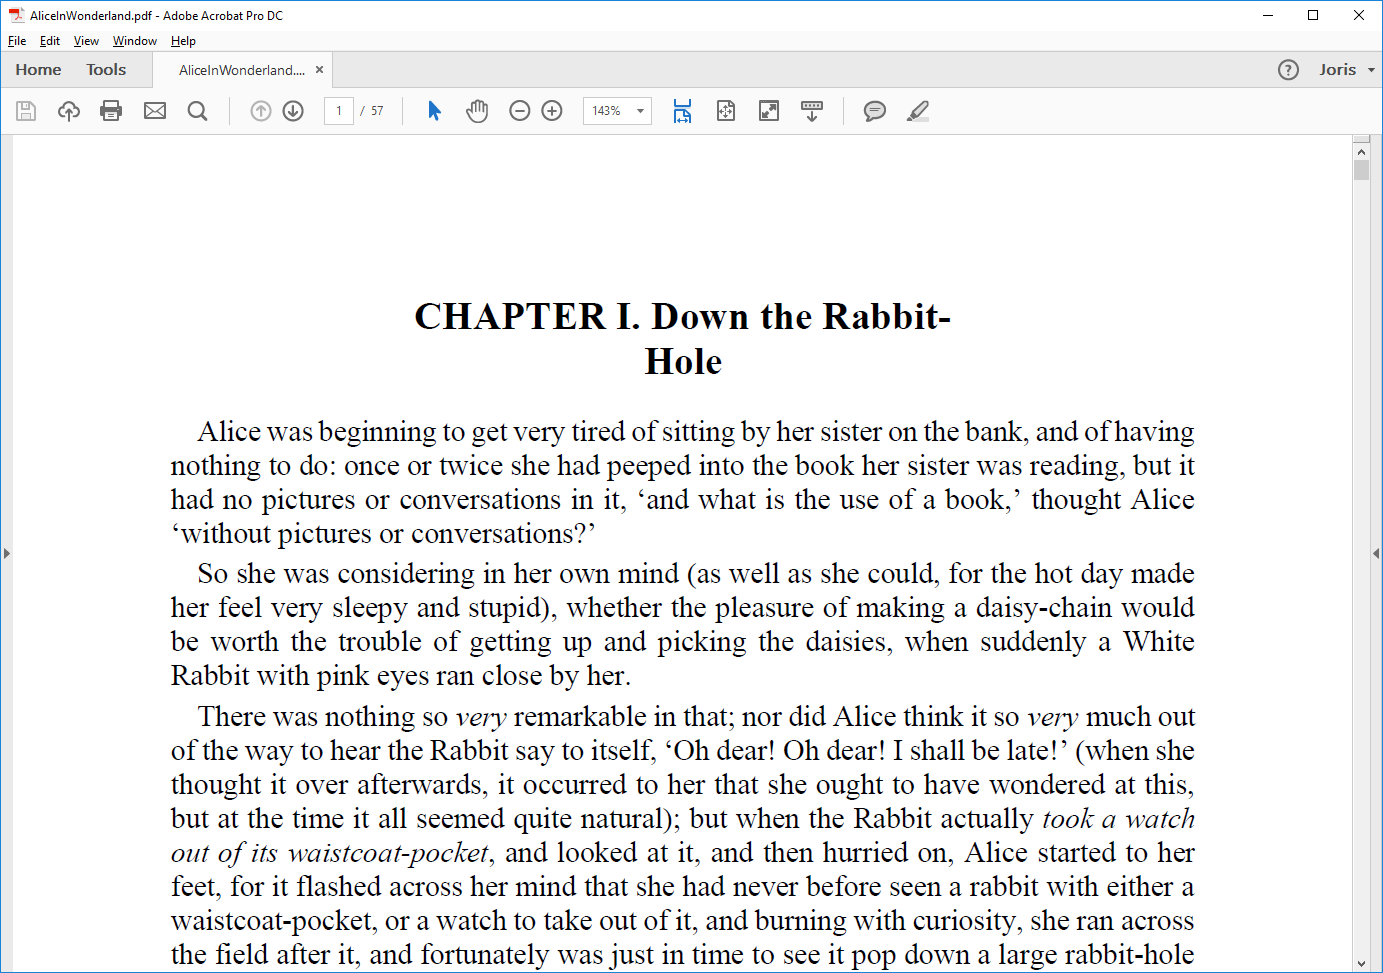 AliceInWonderland.pdf - Adobe Acrobat Pro DC
File Edit View Window Help
Home Tools AliceInWonderland.... × ? Joris
1 / 57 143%
CHAPTER I. Down the Rabbit-
Hole
Alice was beginning to get very tired of sitting by her sister on the bank, and of having
nothing to do: once or twice she had peeped into the book her sister was reading, but it
had no pictures or conversations in it, ‘and what is the use of a book,’ thought Alice
‘without pictures or conversations?’
So she was considering in her own mind (as well as she could, for the hot day made
her feel very sleepy and stupid), whether the pleasure of making a daisy-chain would
be worth the trouble of getting up and picking the daisies, when suddenly a White
Rabbit with pink eyes ran close by her.
There was nothing so very remarkable in that; nor did Alice think it so very much out
of the way to hear the Rabbit say to itself, ‘Oh dear! Oh dear! I shall be late!’ (when she
thought it over afterwards, it occurred to her that she ought to have wondered at this,
but at the time it all seemed quite natural); but when the Rabbit actually took a watch
out of its waistcoat-pocket, and looked at it, and then hurried on, Alice started to her
feet, for it flashed across her mind that she had never before seen a rabbit with either a
waistcoat-pocket, or a watch to take out of it, and burning with curiosity, she ran across
the field after it, and fortunately was just in time to see it pop down a large rabbit-hole